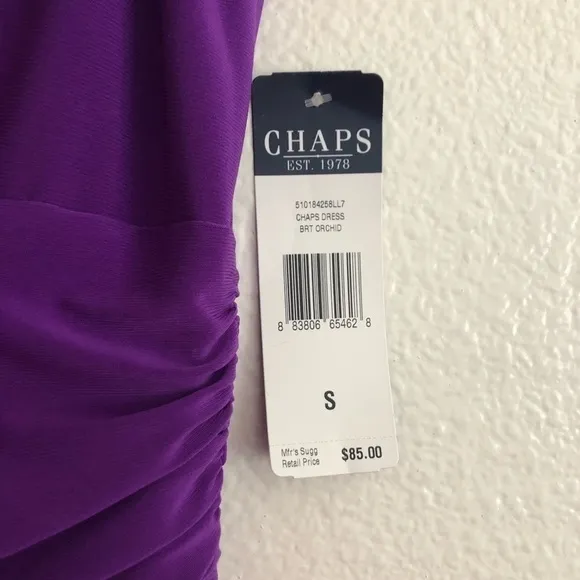 CHAPS
EST. 1978
510184258LL7
CHAPS DRESS
BRT ORCHID
8 83806 65462 8
S
Mfr's Sugg
Retail Price $85.00